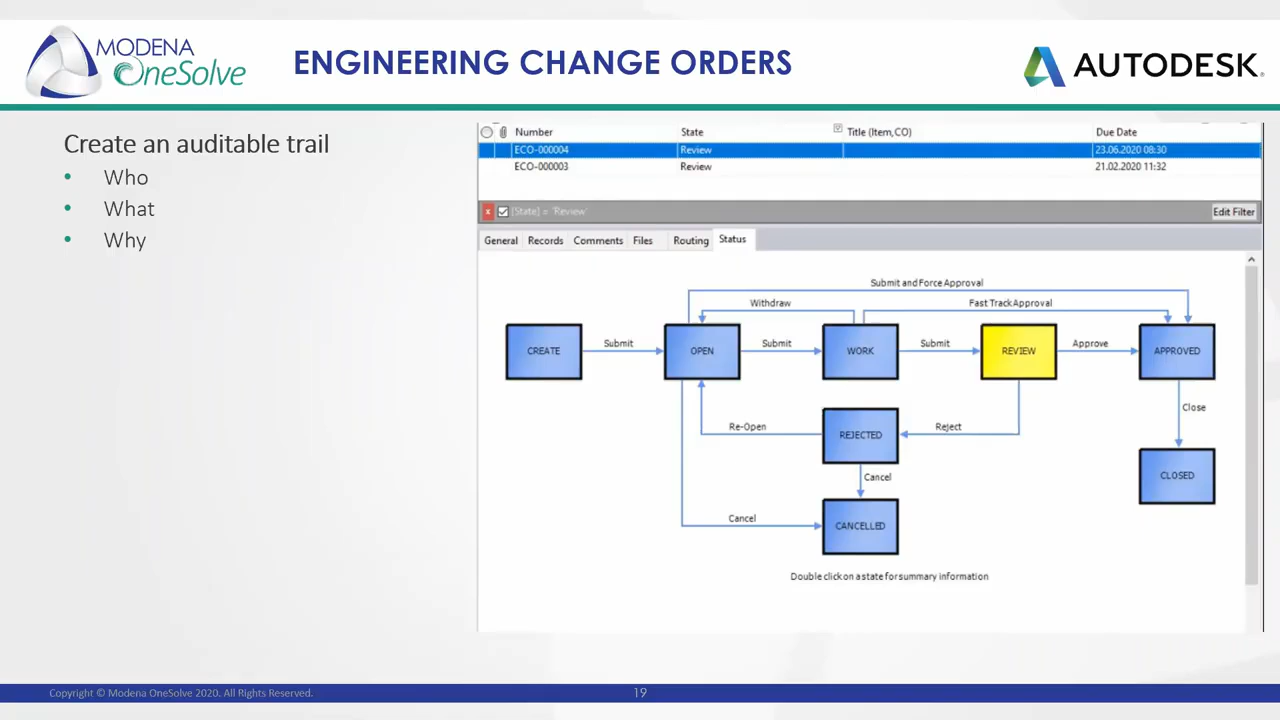 MODENA
OneSolve
ENGINEERING CHANGE ORDERS
AUTODESK.
Create an auditable trail
• Who
• What
• Why
Number State Title (Item,CO) Due Date
ECO-000004 Review 23.06.2020 08:30
ECO-000003 Review 21.02.2020 11:32
x [State] = 'Review' Edit Filter
General Records Comments Files Routing Status
Submit and Force Approval
Withdraw Fast Track Approval
CREATE Submit OPEN Submit WORK Submit REVIEW Approve APPROVED
Close
Re-Open REJECTED Reject
Cancel CLOSED
Cancel CANCELLED
Double click on a state for summary information
Copyright © Modena OneSolve 2020. All Rights Reserved. 19